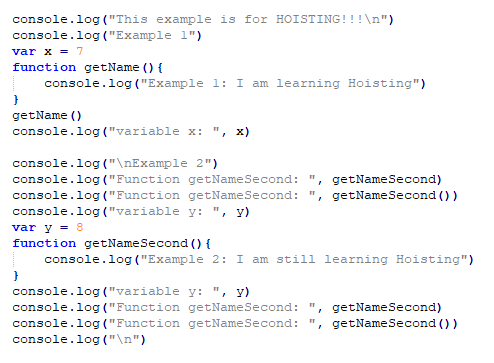 console.log("This example is for HOISTING!!!\n")
console.log("Example 1")
var x = 7
function getName(){
    console.log("Example 1: I am learning Hoisting")
}
getName()
console.log("variable x: ", x)

console.log("\nExample 2")
console.log("Function getNameSecond: ", getNameSecond)
console.log("Function getNameSecond: ", getNameSecond())
console.log("variable y: ", y)
var y = 8
function getNameSecond(){
    console.log("Example 2: I am still learning Hoisting")
}
console.log("variable y: ", y)
console.log("Function getNameSecond: ", getNameSecond)
console.log("Function getNameSecond: ", getNameSecond())
console.log("\n")